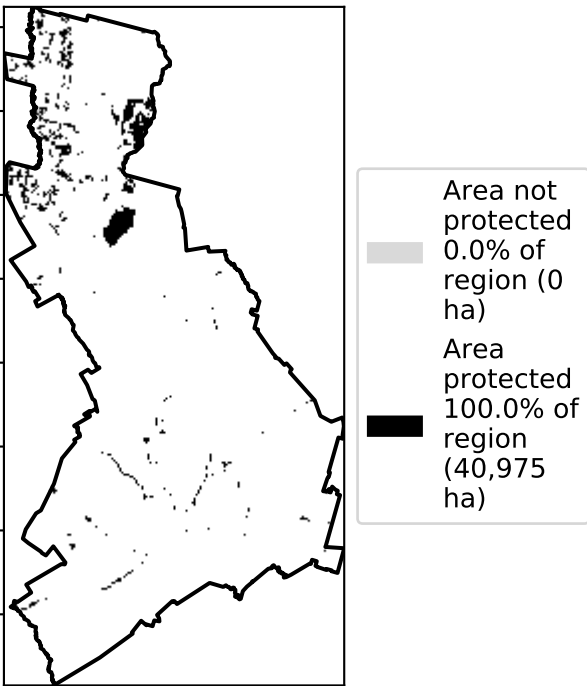 Area not
protected
0.0% of
region (0
ha)
Area
protected
100.0% of
region
(40,975
ha)